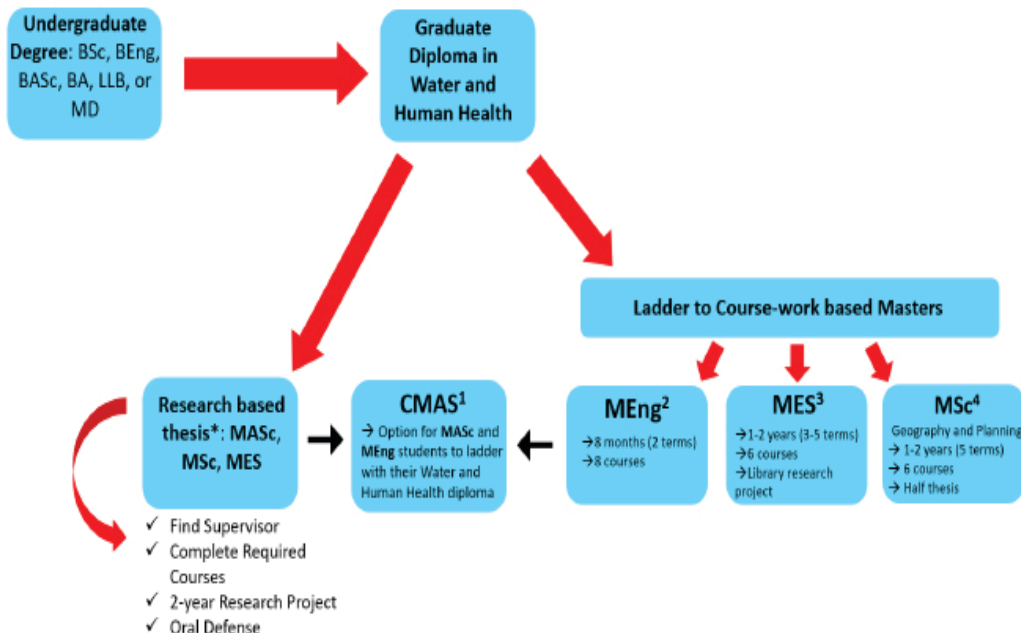 Undergraduate
Degree: BSc, BEng,
BASc, BA, LLB, or
MD
Graduate
Diploma in
Water and
Human Health
Ladder to Course-work based Masters
Research based
thesis*: MASc,
MSc, MES
CMAS¹
→ Option for MASc and
MEng students to ladder
with their Water and
Human Health diploma
MEng²
→8 months (2 terms)
→8 courses
MES³
→1-2 years (3-5 terms)
→6 courses
→Library research
project
MSc⁴
Geography and Planning
→ 1-2 years (5 terms)
→ 6 courses
→ Half thesis
✓ Find Supervisor
✓ Complete Required
Courses
✓ 2-year Research Project
✓ Oral Defense